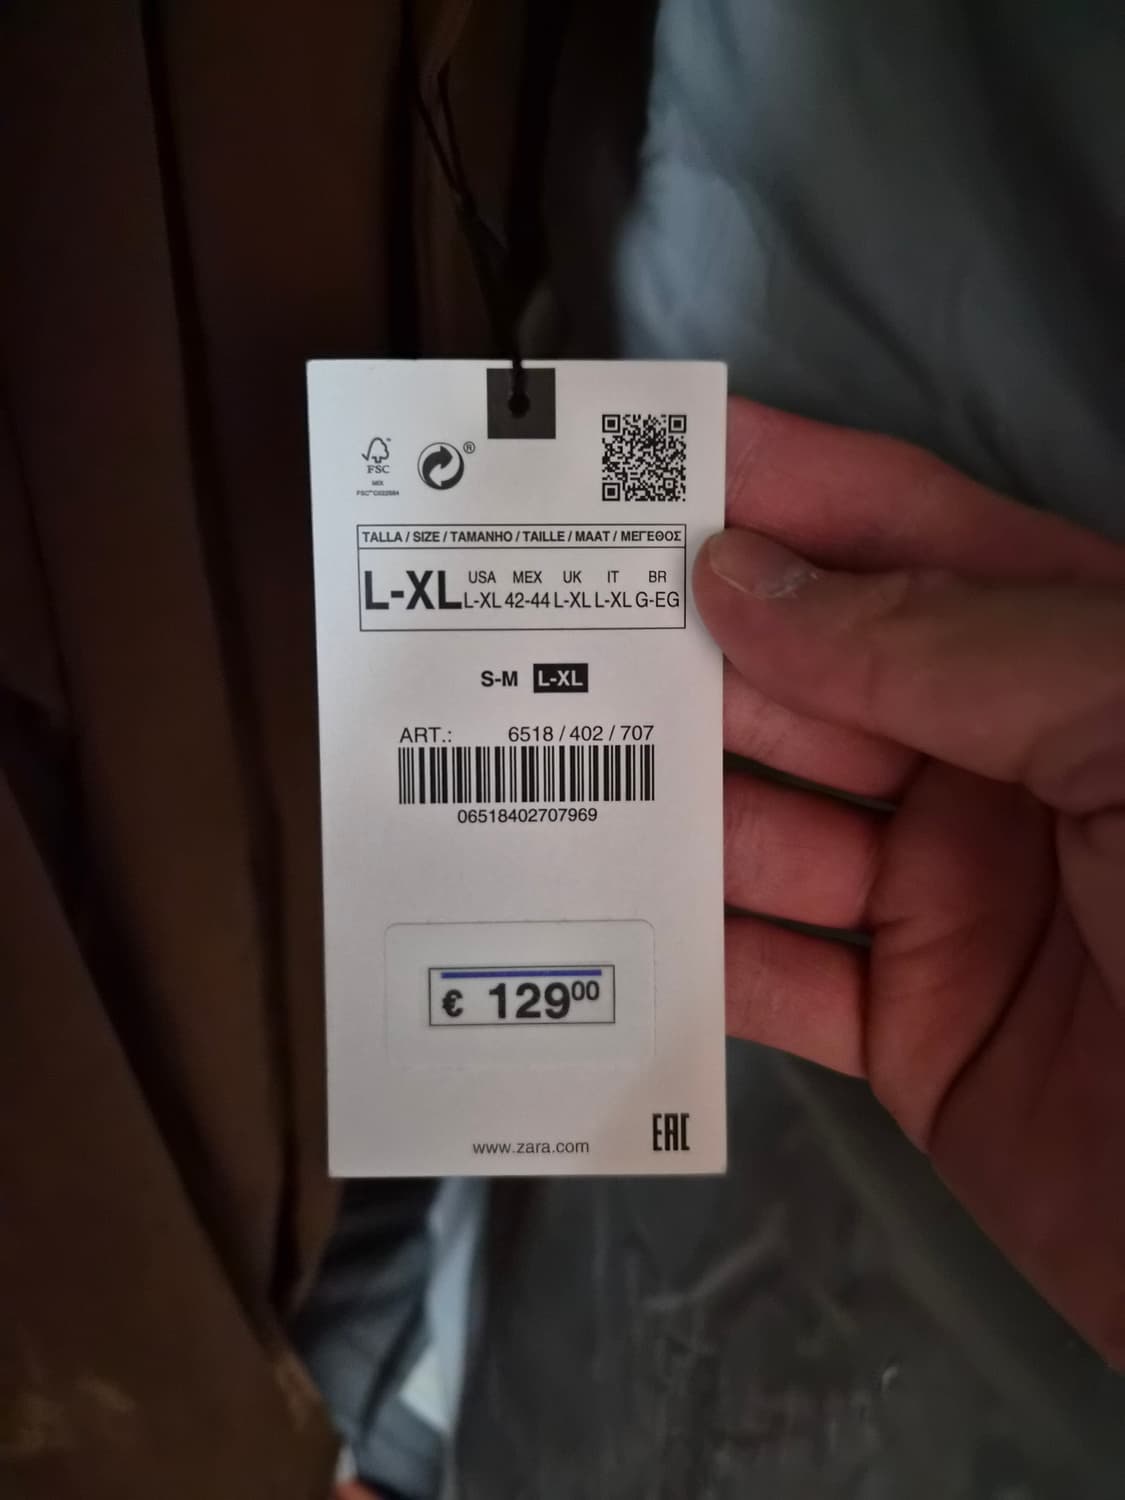 FSC
MIX
®
TALLA / SIZE / TAMANHO / TAILLE / MAAT / ΜΕΓΕΘΟΣ
L-XL
USA MEX UK IT BR
L-XL 42-44 L-XL L-XL G-EG
S-M L-XL
ART.: 6518 / 402 / 707
06518402707969
€ 129⁰⁰
www.zara.com
EAC